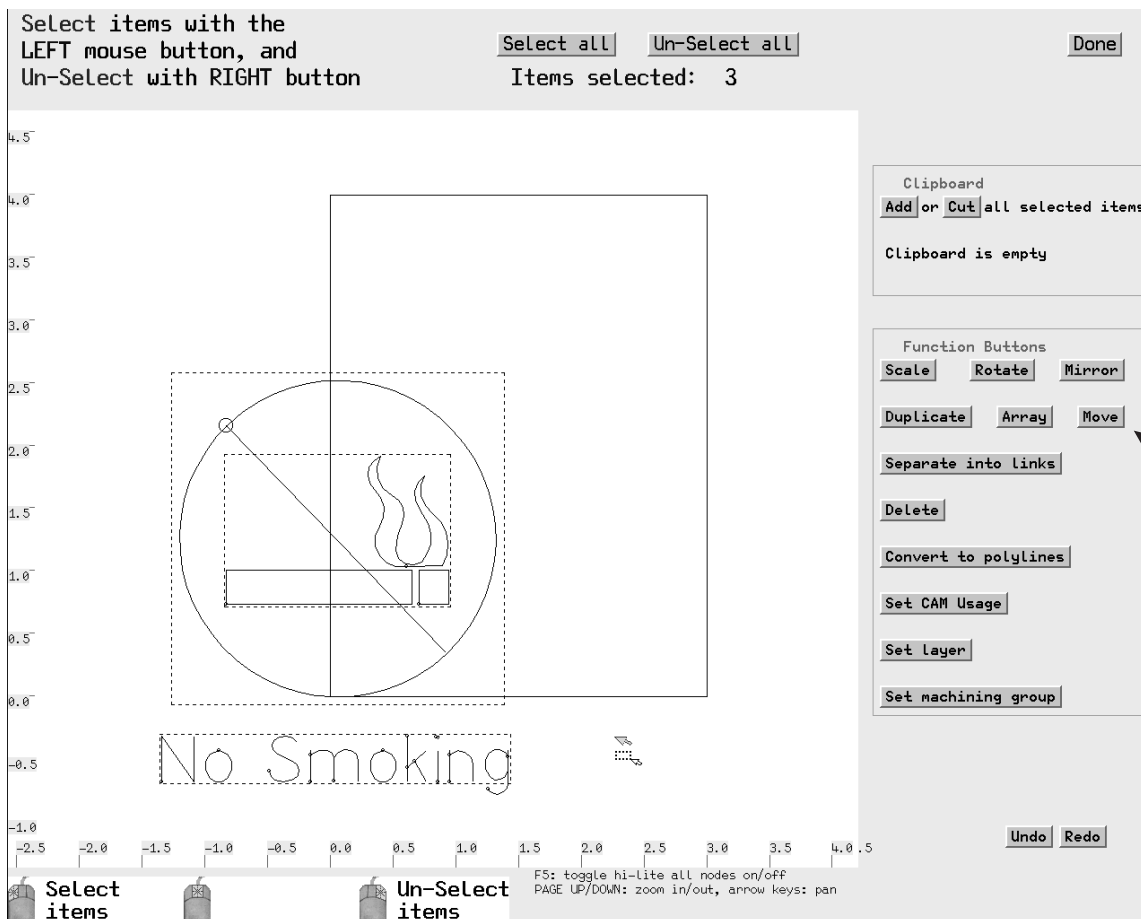 Select items with the
LEFT mouse button, and
Un-Select with RIGHT button
Select all
Un-Select all
Items selected: 3
Done
4.5
4.0
3.5
3.0
2.5
2.0
1.5
1.0
0.5
0.0
-0.5
-1.0
No Smoking
-2.5 -2.0 -1.5 -1.0 -0.5 0.0 0.5 1.0 1.5 2.0 2.5 3.0 3.5 4.0 .5
Clipboard
Add or Cut all selected items
Clipboard is empty
Function Buttons
Scale Rotate Mirror
Duplicate Array Move
Separate into links
Delete
Convert to polylines
Set CAM Usage
Set layer
Set machining group
Undo Redo
Select
items
Un-Select
items
F5: toggle hi-lite all nodes on/off
PAGE UP/DOWN: zoom in/out, arrow keys: pan